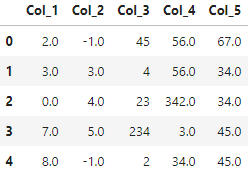 Col_1 Col_2 Col_3 Col_4 Col_5
0 2.0 -1.0 45 56.0 67.0
1 3.0 3.0 4 56.0 34.0
2 0.0 4.0 23 342.0 34.0
3 7.0 5.0 234 3.0 45.0
4 8.0 -1.0 2 34.0 45.0